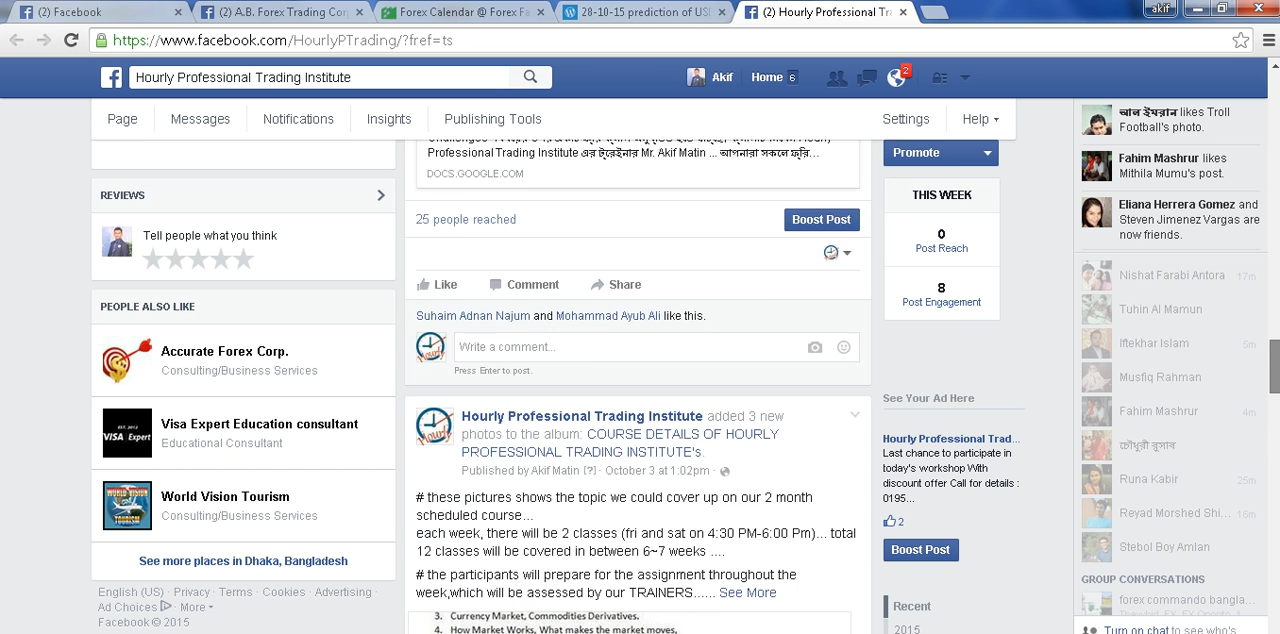 (2) Facebook
(2) A.B. Forex Trading Cor
Forex Calendar @ Forex Fa
28-10-15 prediction of USD
(2) Hourly Professional Tra
akif
https://www.facebook.com/HourlyPTrading/?fref=ts
Hourly Professional Trading Institute
Akif
Home 6
2
Page
Messages
Notifications
Insights
Publishing Tools
Settings
Help
REVIEWS
Tell people what you think
PEOPLE ALSO LIKE
Accurate Forex Corp.
Consulting/Business Services
VISA Expert
Visa Expert Education consultant
Educational Consultant
WORLD VISION
TOURISM
World Vision Tourism
Consulting/Business Services
See more places in Dhaka, Bangladesh
English (US) · Privacy · Terms · Cookies · Advertising ·
Ad Choices · More
Facebook © 2015
Professional Trading Institute এর ট্রেইনার Mr. Akif Matin ... আপনারা সকলে ফ্রি...
DOCS.GOOGLE.COM
25 people reached
Boost Post
Like
Comment
Share
Suhaim Adnan Najum and Mohammad Ayub Ali like this.
Write a comment...
Press Enter to post.
Hourly Professional Trading Institute added 3 new
photos to the album: COURSE DETAILS OF HOURLY
PROFESSIONAL TRADING INSTITUTE's.
Published by Akif Matin [?] · October 3 at 1:02pm ·
# these pictures shows the topic we could cover up on our 2 month
scheduled course...
each week, there will be 2 classes (fri and sat on 4:30 PM-6:00 Pm)... total
12 classes will be covered in between 6~7 weeks ....
# the participants will prepare for the assignment throughout the
week,which will be assessed by our TRAINERS...... See More
3. Currency Market, Commodities Derivatives.
4. How Market Works, What makes the market moves,
Promote
THIS WEEK
0
Post Reach
8
Post Engagement
See Your Ad Here
Hourly Professional Trad...
Last chance to participate in
today's workshop With
discount offer Call for details :
0195...
2
Boost Post
Recent
2015
আল ইমরান likes Troll
Football's photo.
Fahim Mashrur likes
Mithila Mumu's post.
Eliana Herrera Gomez and
Steven Jimenez Vargas are
now friends.
Nishat Farabi Antora 17m
Tuhin Al Mamun
Iftekhar Islam 5m
Musfiq Rahman
Fahim Mashrur 4m
চৌধুরী রুসাব
Runa Kabir 25m
Reyad Morshed Shi... 16m
Stebol Boy Amlan
GROUP CONVERSATIONS
forex commando bangla...
Turn on chat to see who's